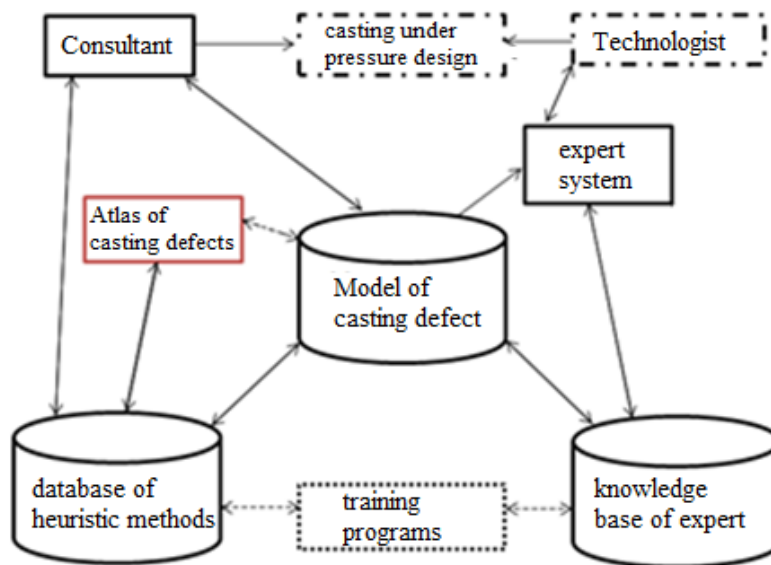 Consultant
casting under
pressure design
Technologist
expert
system
Atlas of
casting defects
Model of
casting defect
database of
heuristic methods
training
programs
knowledge
base of expert